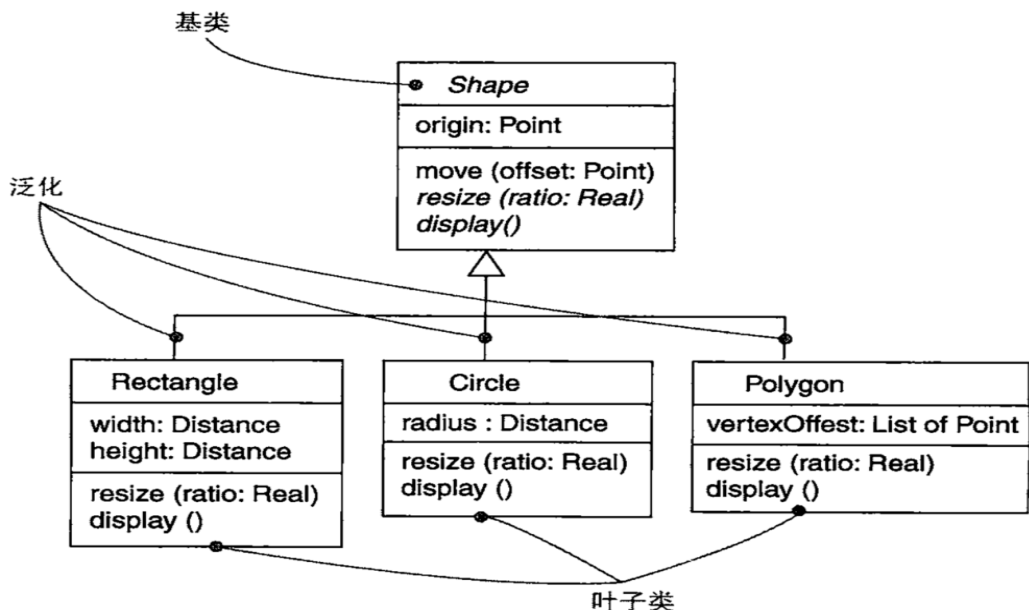 基类
Shape
origin: Point
move (offset: Point)
resize (ratio: Real)
display()
泛化
Rectangle
width: Distance
height: Distance
resize (ratio: Real)
display ()
Circle
radius : Distance
resize (ratio: Real)
display ()
Polygon
vertexOffest: List of Point
resize (ratio: Real)
display ()
叶子类